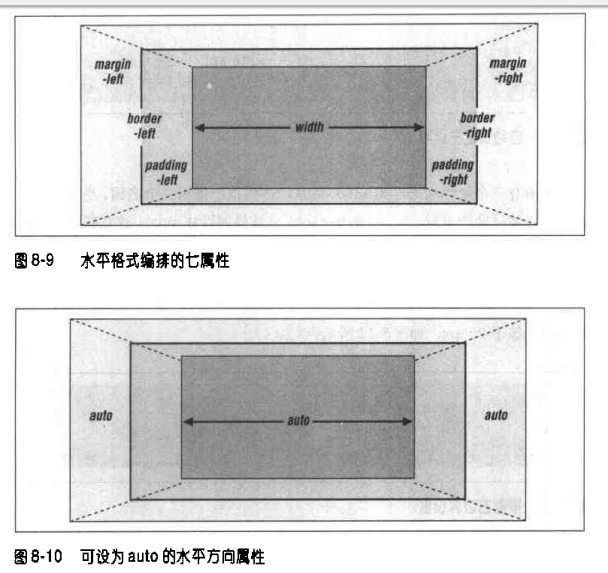 margin
-left
margin
-right
border
-left
width
border
-right
padding
-left
padding
-right
图8-9 水平格式编排的七属性
auto
auto
auto
图8-10 可设为 auto 的水平方向属性